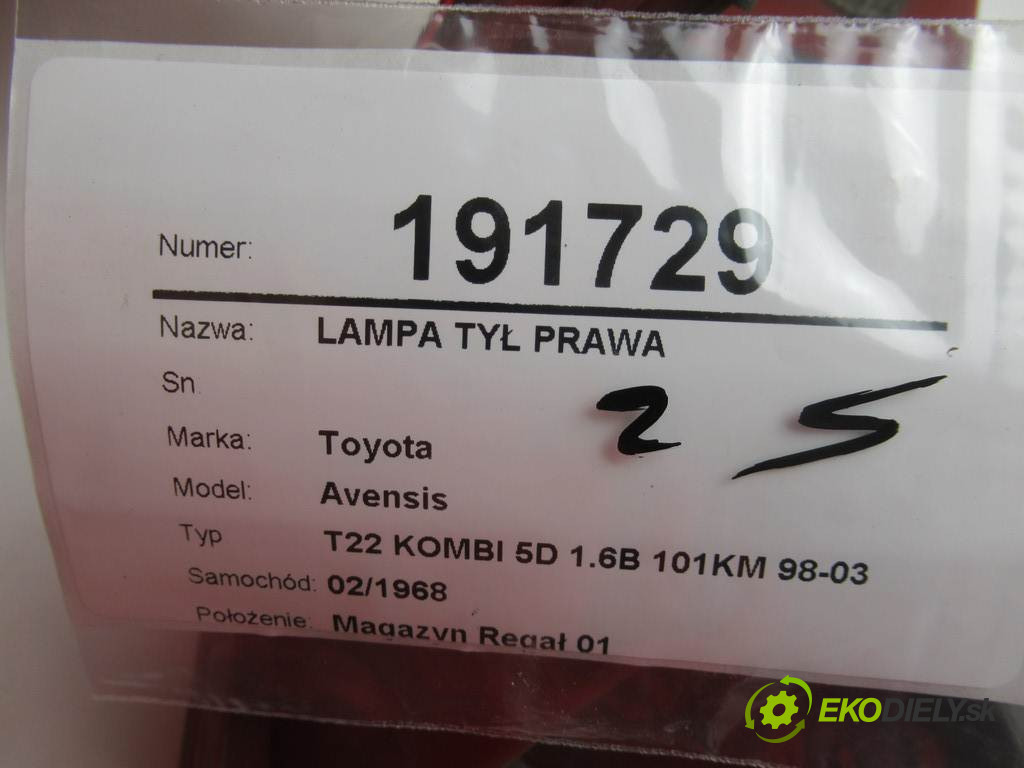 Numer: 191729
Nazwa: LAMPA TYŁ PRAWA
Sn.
2 5
Marka: Toyota
Model: Avensis
Typ T22 KOMBI 5D 1.6B 101KM 98-03
Samochód: 02/1968
Położenie: Magazyn Regał 01
EKODIELY.sk